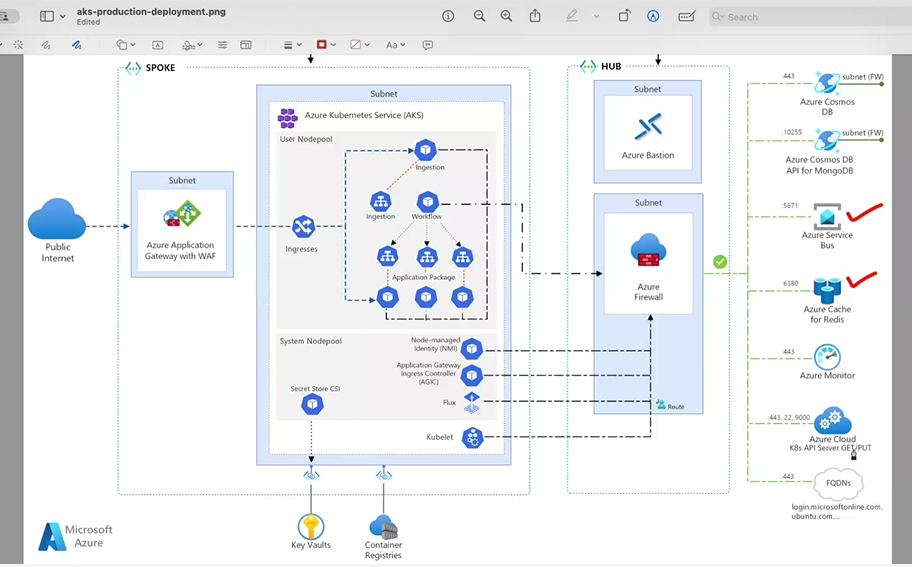 aks-production-deployment.png
Edited
Search
Aa
SPOKE
HUB
Subnet
Azure Kubernetes Service (AKS)
User Nodepool
Ingestion
Ingestion
Workflow
Application Package
Subnet
Azure Application
Gateway with WAF
Public
Internet
Ingresses
System Nodepool
Node-managed
Identity (NMI)
Application Gateway
Ingress Controller
(AGIC)
Secret Store CSI
Flux
Kubelet
Key Vaults
Container
Registries
Microsoft
Azure
Subnet
Azure Bastion
Subnet
Azure
Firewall
Route
:443
subnet (FW)
Azure Cosmos
DB
:10255
subnet (FW)
Azure Cosmos DB
API for MongoDB
:5671
Azure Service
Bus
:6380
Azure Cache
for Redis
:443
Azure Monitor
:443, 22, 9000
Azure Cloud
K8s API Server GET/PUT
:443
FQDNs
login.microsoftonline.com,
ubuntu.com,...